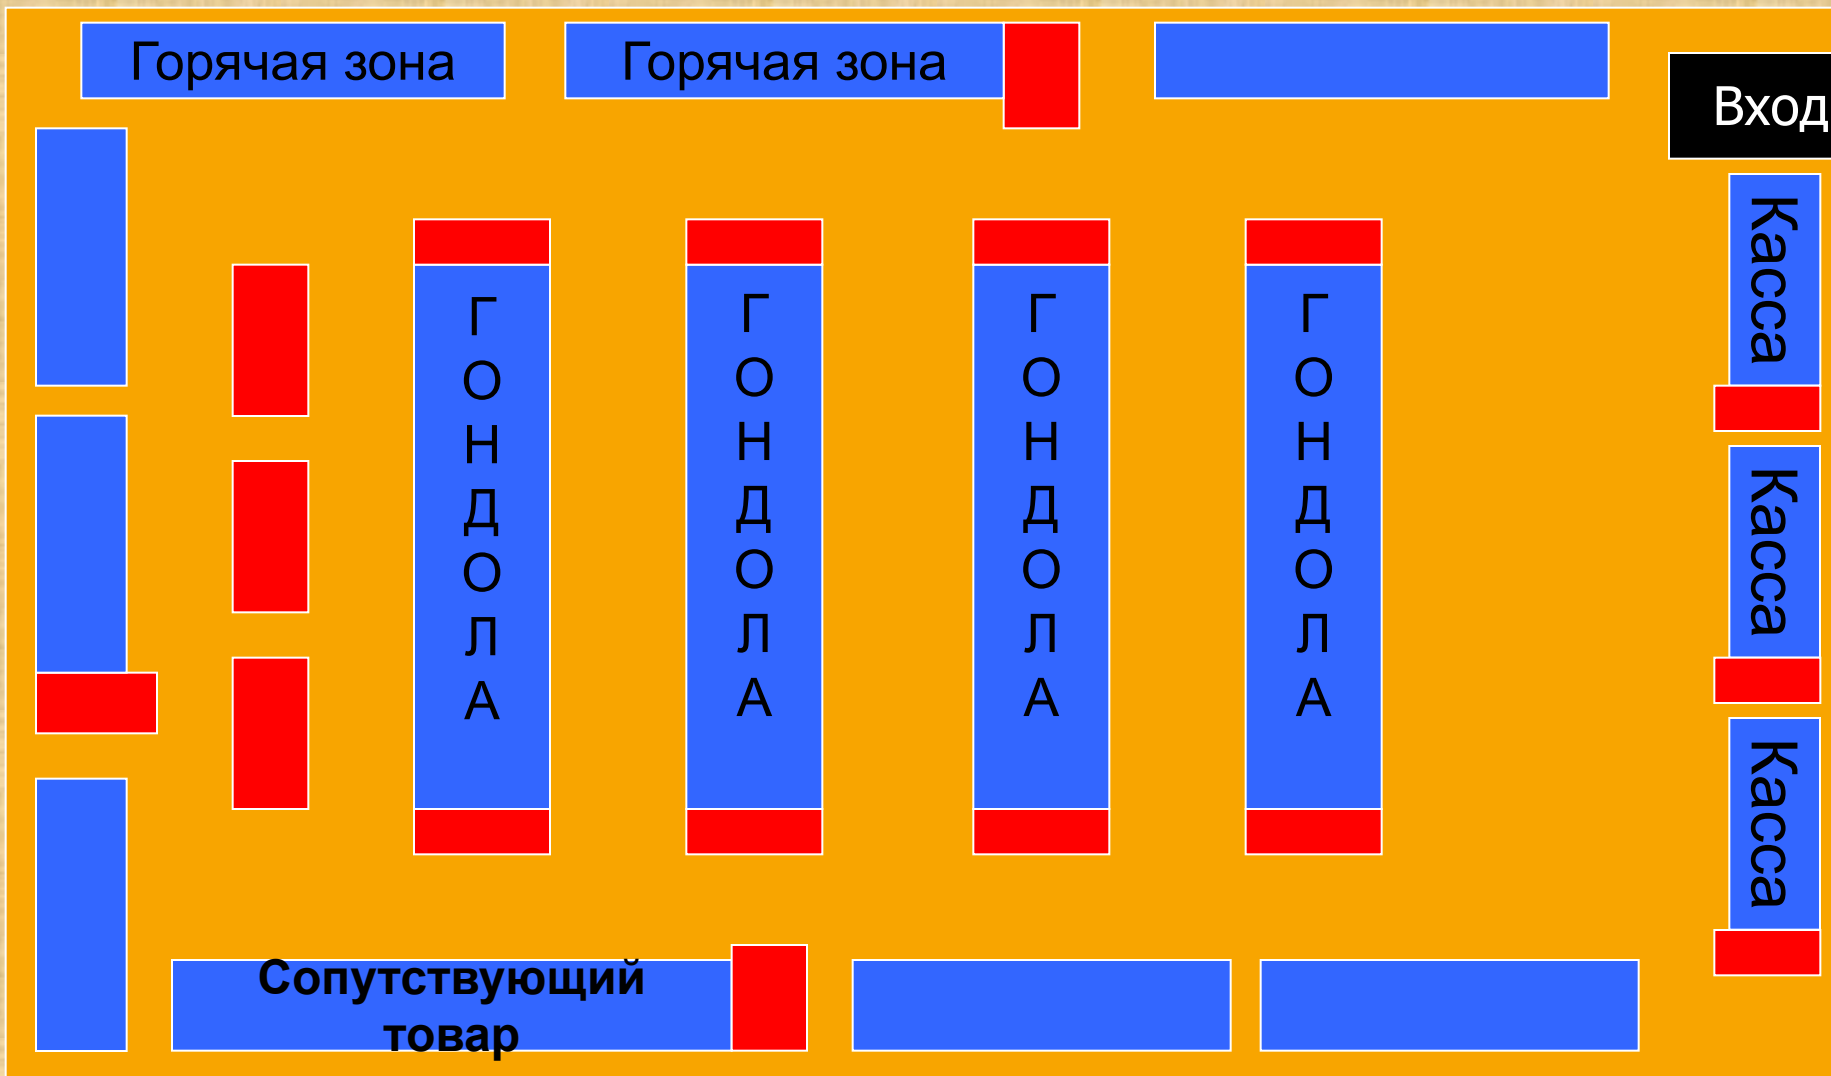 Горячая зона
Горячая зона
Вход
ГОНДОЛА
ГОНДОЛА
ГОНДОЛА
ГОНДОЛА
Касса
Касса
Касса
Сопутствующий
товар